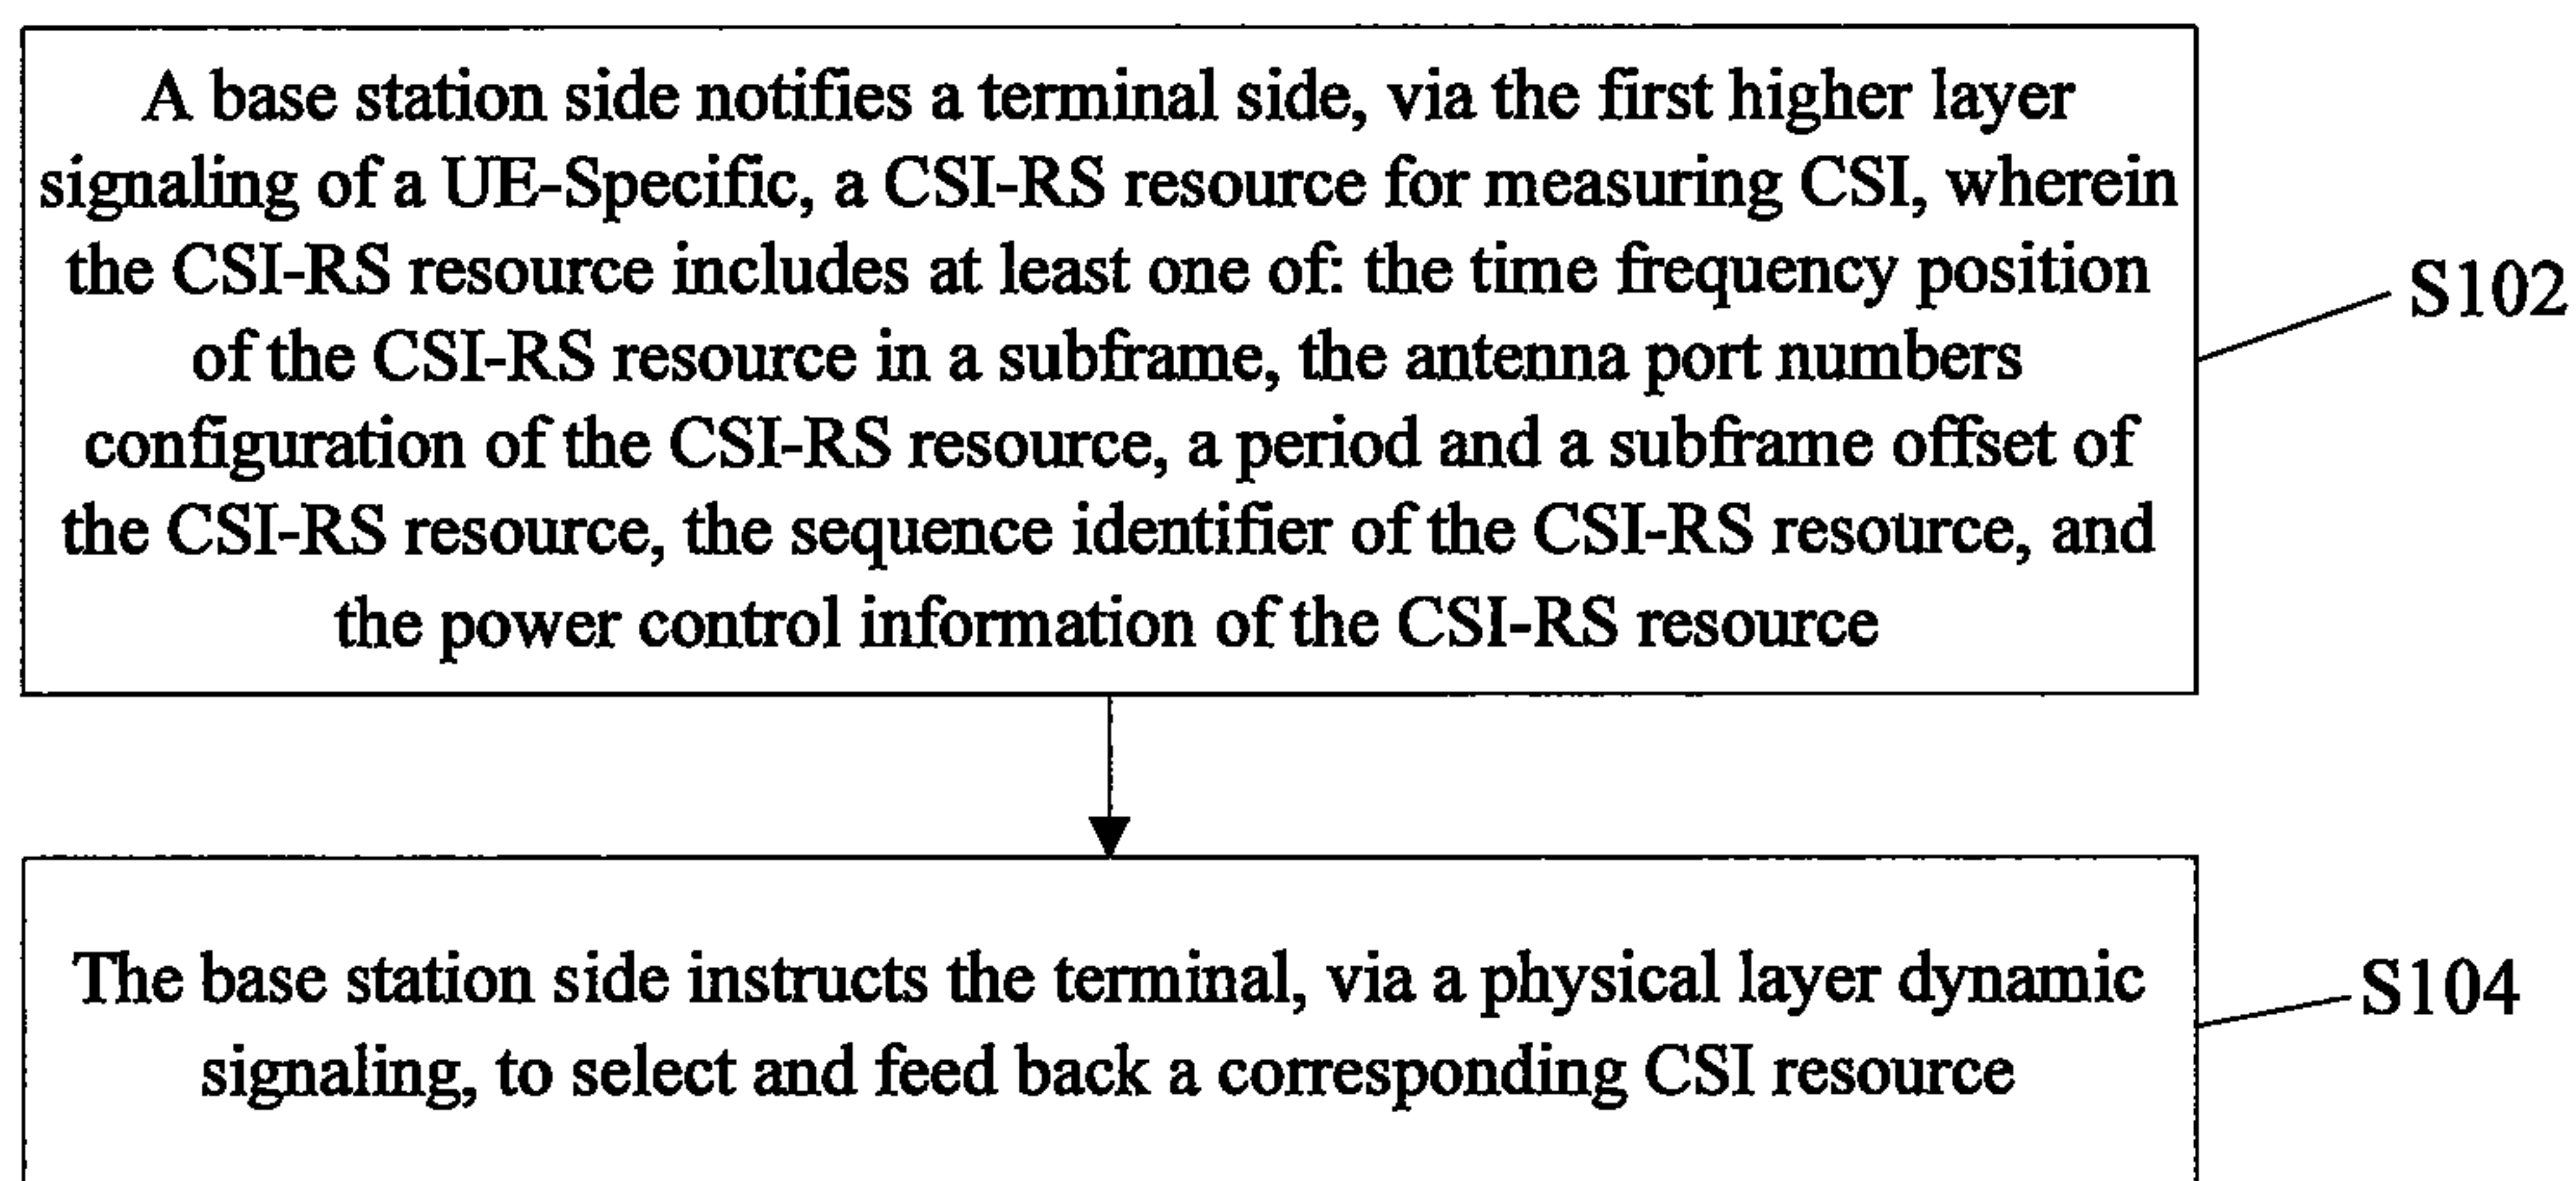 A base station side notifies a terminal side, via the first higher layer
signaling of a UE-Specific, a CSI-RS resource for measuring CSI, wherein
the CSI-RS resource includes at least one of: the time frequency position
of the CSI-RS resource in a subframe, the antenna port numbers
configuration of the CSI-RS resource, a period and a subframe offset of
the CSI-RS resource, the sequence identifier of the CSI-RS resource, and
the power control information of the CSI-RS resource
S102
The base station side instructs the terminal, via a physical layer dynamic
signaling, to select and feed back a corresponding CSI resource
S104